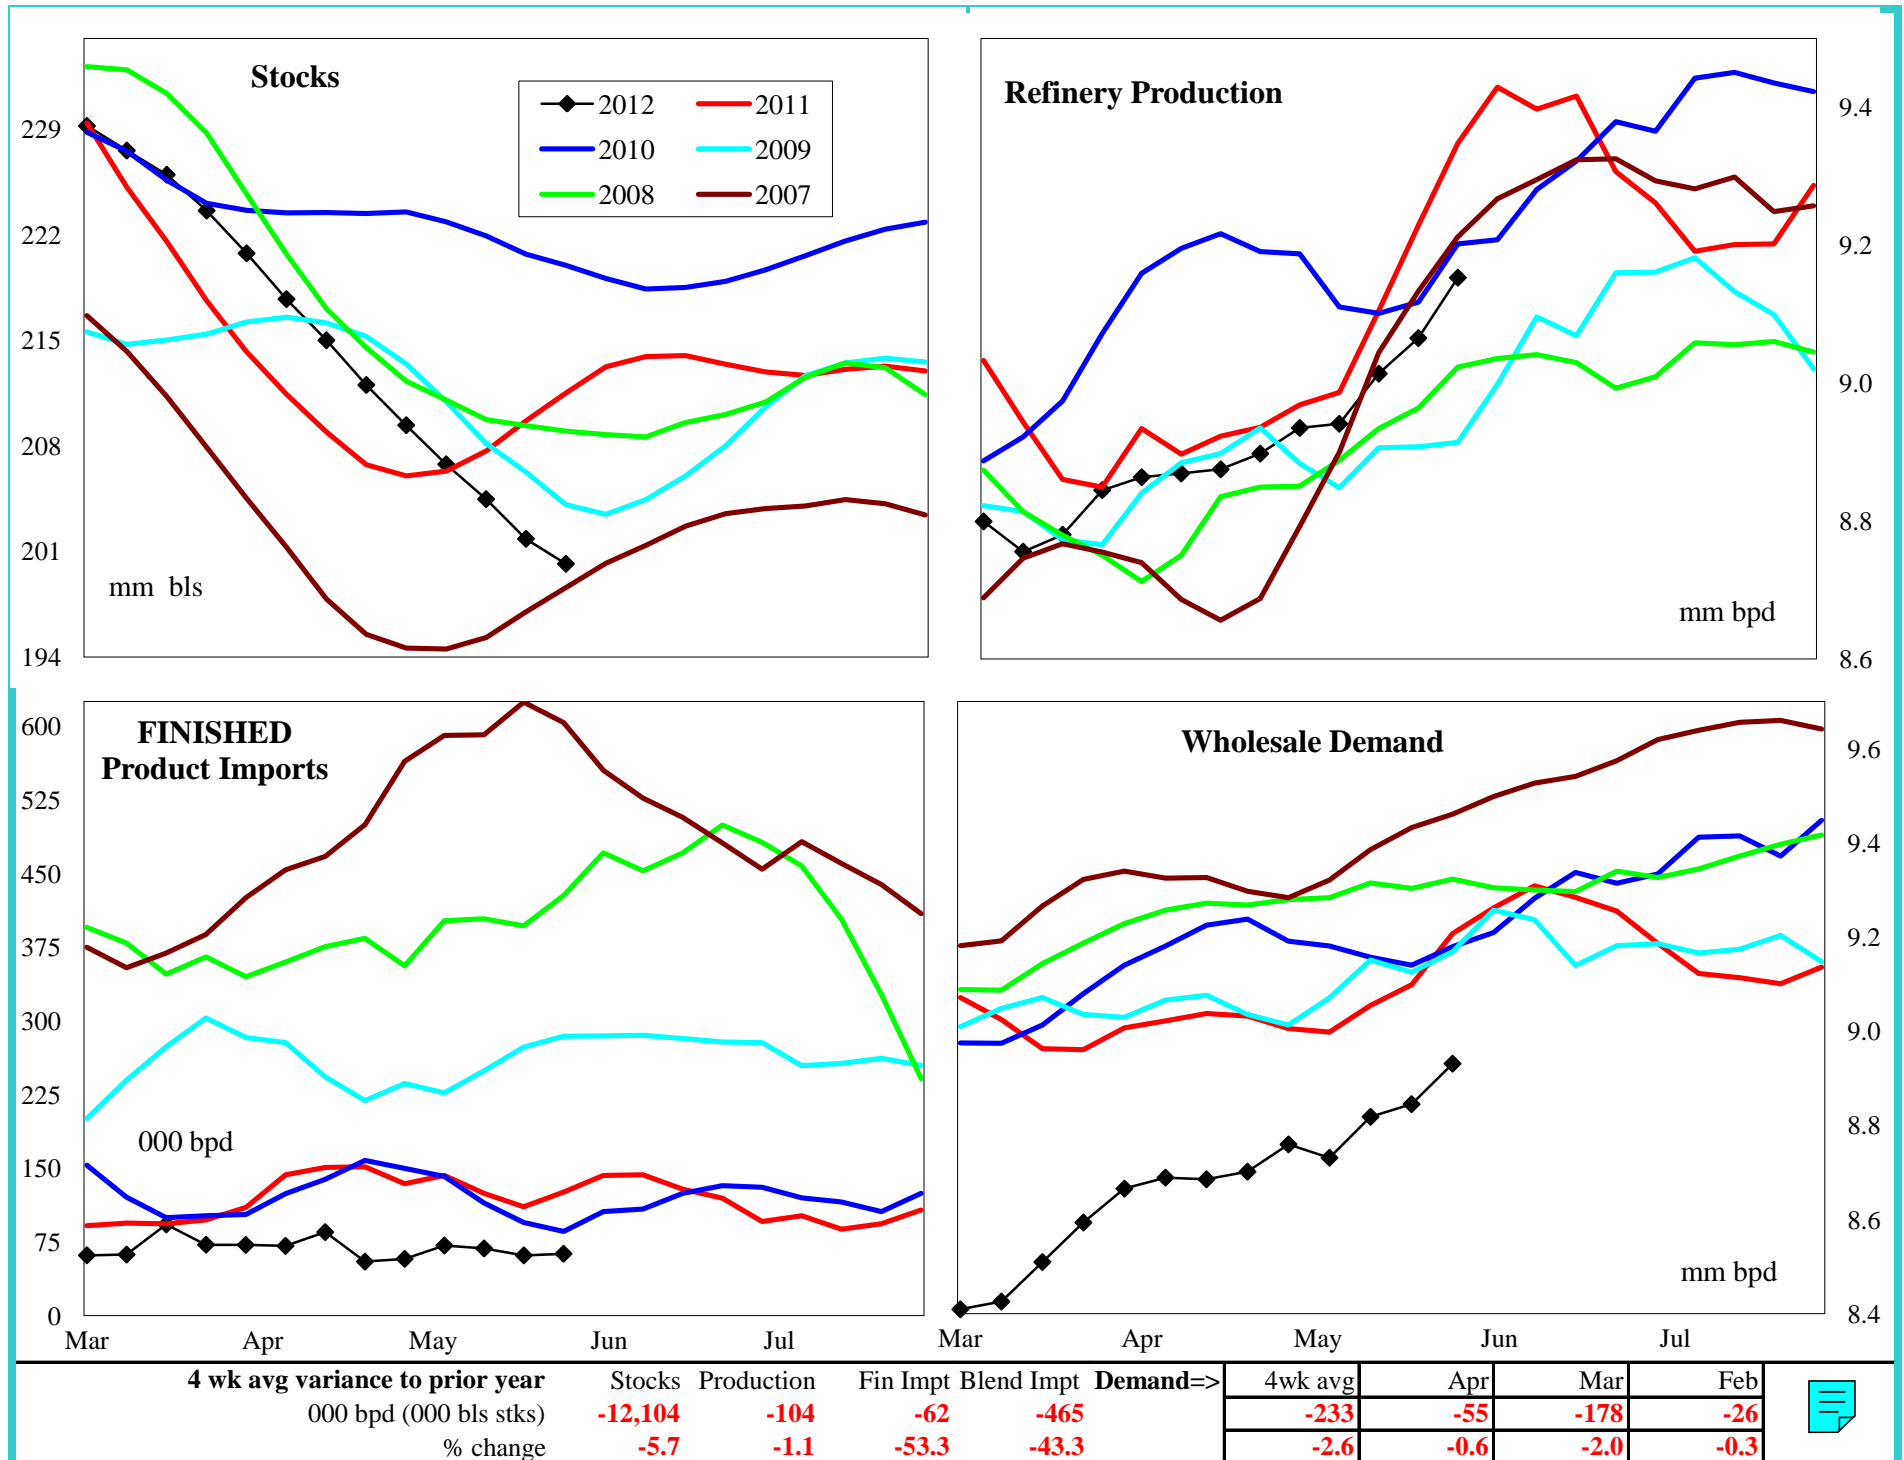 Stocks
2012
2011
2010
2009
2008
2007
229
222
215
208
201
194
mm bls
Refinery Production
9.4
9.2
9.0
8.8
8.6
mm bpd
FINISHED
Product Imports
600
525
450
375
300
225
150
75
0
000 bpd
Mar Apr May Jun Jul
Wholesale Demand
9.6
9.4
9.2
9.0
8.8
8.6
8.4
mm bpd
Mar Apr May Jun Jul
4 wk avg variance to prior year Stocks Production Fin Impt Blend Impt Demand=> 4wk avg Apr Mar Feb
000 bpd (000 bls stks) -12,104 -104 -62 -465 -233 -55 -178 -26
% change -5.7 -1.1 -53.3 -43.3 -2.6 -0.6 -2.0 -0.3